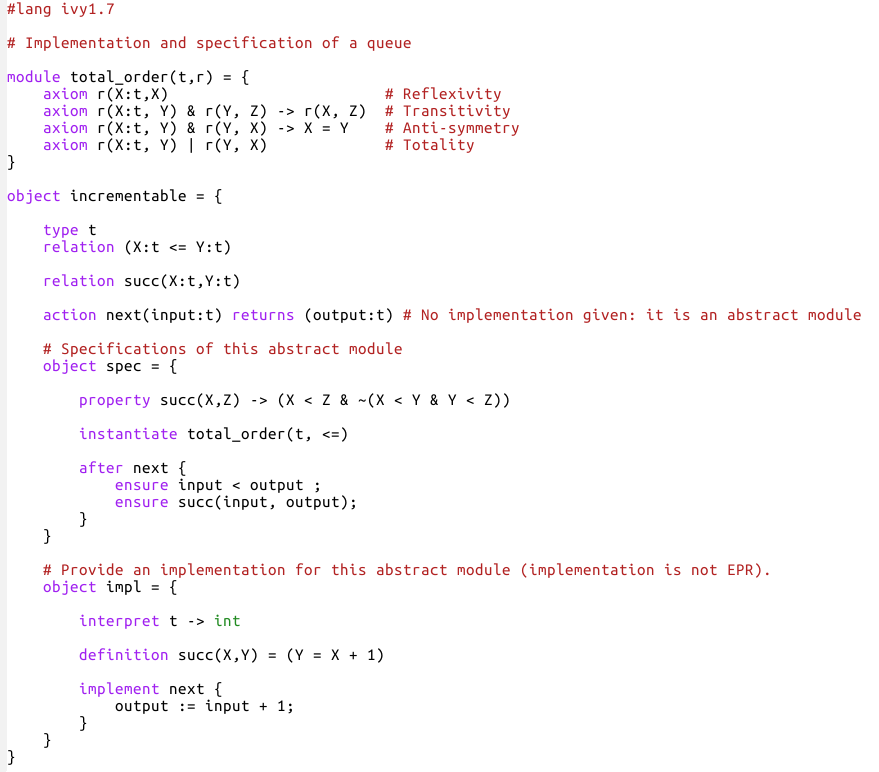 #lang ivy1.7

# Implementation and specification of a queue

module total_order(t,r) = {
    axiom r(X:t,X)                        # Reflexivity
    axiom r(X:t, Y) & r(Y, Z) -> r(X, Z)  # Transitivity
    axiom r(X:t, Y) & r(Y, X) -> X = Y    # Anti-symmetry
    axiom r(X:t, Y) | r(Y, X)             # Totality
}

object incrementable = {

    type t
    relation (X:t <= Y:t)

    relation succ(X:t,Y:t)

    action next(input:t) returns (output:t) # No implementation given: it is an abstract module

    # Specifications of this abstract module
    object spec = {

        property succ(X,Z) -> (X < Z & ~(X < Y & Y < Z))

        instantiate total_order(t, <=)

        after next {
            ensure input < output ;
            ensure succ(input, output);
        }
    }

    # Provide an implementation for this abstract module (implementation is not EPR).
    object impl = {

        interpret t -> int

        definition succ(X,Y) = (Y = X + 1)

        implement next {
            output := input + 1;
        }
    }
}